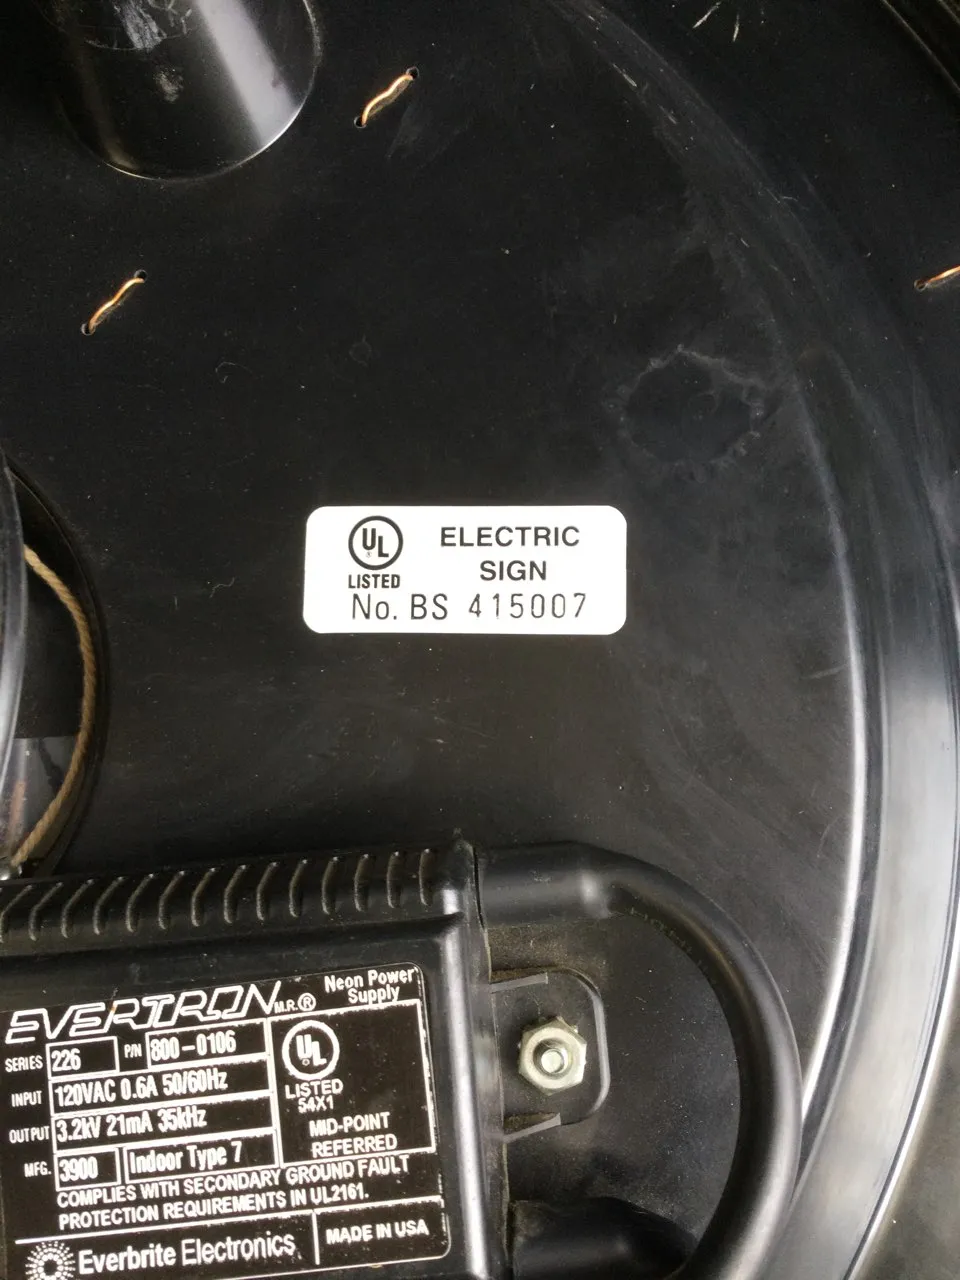 UL ® ELECTRIC
SIGN
LISTED
No. BS 415007
EVERTRON M.R.® Neon Power
Supply
SERIES 226 P/N 800-0106
INPUT 120VAC 0.6A 50/60Hz
OUTPUT 3.2kV 21mA 35kHz
MFG. 3900 Indoor Type 7
UL ®
LISTED
54X1
MID-POINT
REFERRED
COMPLIES WITH SECONDARY GROUND FAULT
PROTECTION REQUIREMENTS IN UL2161.
Everbrite Electronics MADE IN USA